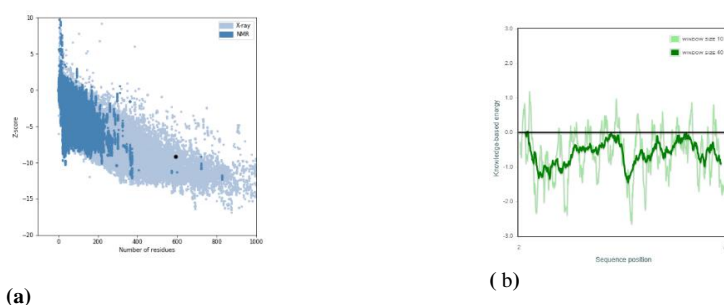 10
5
0
−5
−10
−15
−20
Z-score
0
200
400
600
800
1000
Number of residues
X-ray
NMR
(a)
3.0
2.0
1.0
0.0
-1.0
-2.0
-3.0
Knowledge-based energy
2
Sequence position
WINDOW SIZE 10
WINDOW SIZE 40
( b)